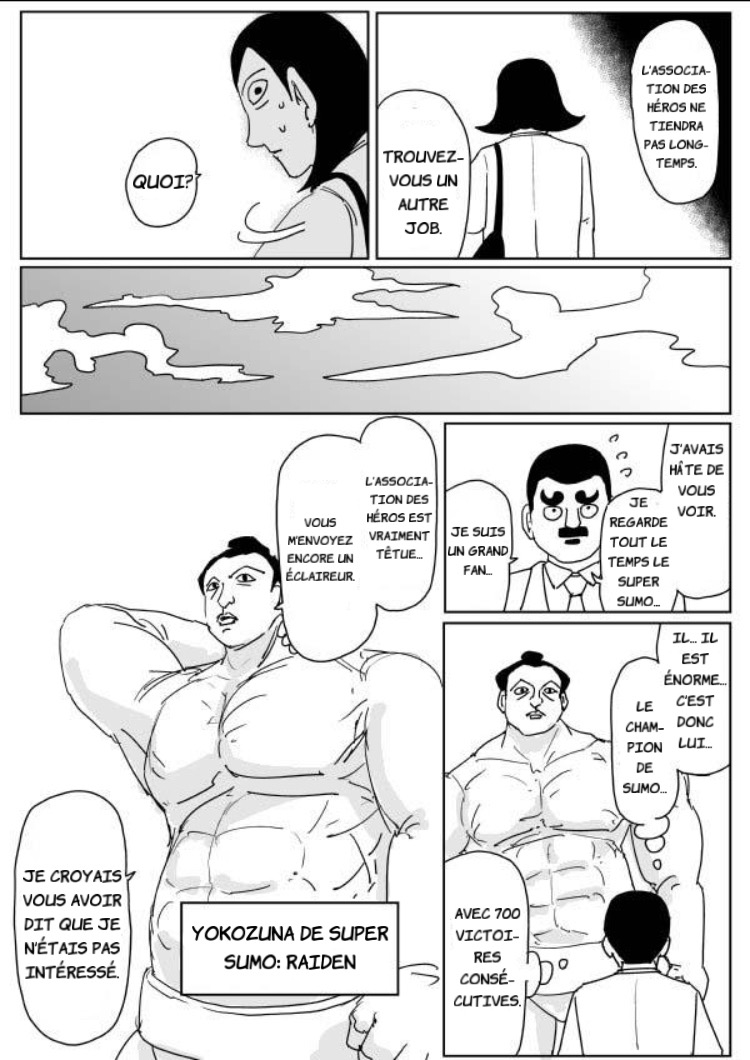 L'ASSOCIA-
TION DES
HÉROS NE
TIENDRA
PAS LONG-
TEMPS.
TROUVEZ-
VOUS UN
AUTRE
JOB.
QUOI?
J'AVAIS
HÂTE DE
VOUS
VOIR.
JE
REGARDE
TOUT LE
TEMPS LE
SUPER
SUMO...
JE SUIS
UN GRAND
FAN...
L'ASSOCIA-
TION DES
HÉROS EST
VRAIMENT
TÊTUE...
VOUS
M'ENVOYEZ
ENCORE UN
ÉCLAIREUR.
JE CROYAIS
VOUS AVOIR
DIT QUE JE
N'ÉTAIS PAS
INTÉRESSÉ.
YOKOZUNA DE SUPER
SUMO: RAIDEN
IL... IL
EST
ÉNORME...
C'EST
DONC
LUI...
LE
CHAM-
PION
DE
SUMO...
AVEC 700
VICTOI-
RES
CONSÉ-
CUTIVES.